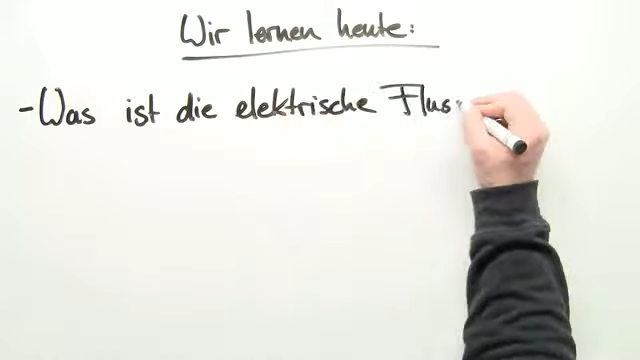 Wir lernen heute:
- Was ist die elektrische Flus